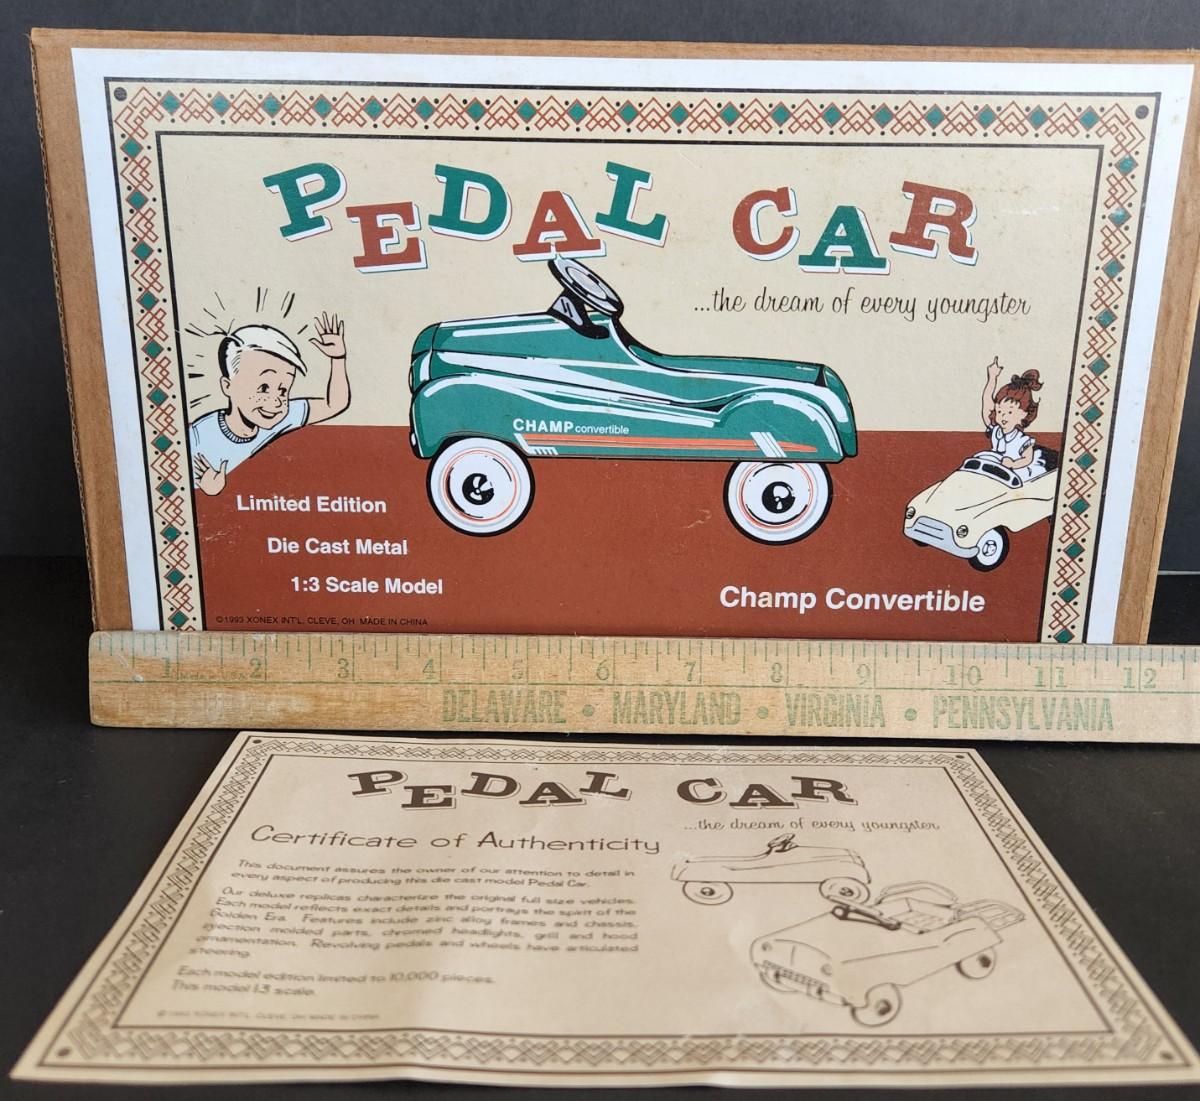 PEDAL CAR
...the dream of every youngster
CHAMP convertible
Limited Edition
Die Cast Metal
1:3 Scale Model
Champ Convertible
©1993 XONEX INT'L. CLEVE, OH MADE IN CHINA
1 2 3 4 5 6 7 8 9 10 11 12
DELAWARE • MARYLAND • VIRGINIA • PENNSYLVANIA
PEDAL CAR
...the dream of every youngster
Certificate of Authenticity
This document assures the owner of our attention to detail in
every aspect of producing this die cast model Pedal Car.
Our deluxe replicas characterize the original full size vehicles.
Each model reflects exact details and portrays the spirit of the
Golden Era. Features include zinc alloy frames and chassis,
injection molded parts, chromed headlights, grill and hood
ornamentation. Revolving pedals and wheels have articulated
steering.
Each model edition limited to 10,000 pieces.
This model 1:3 scale.
XONEX INT'L. CLEVE, OH MADE IN CHINA